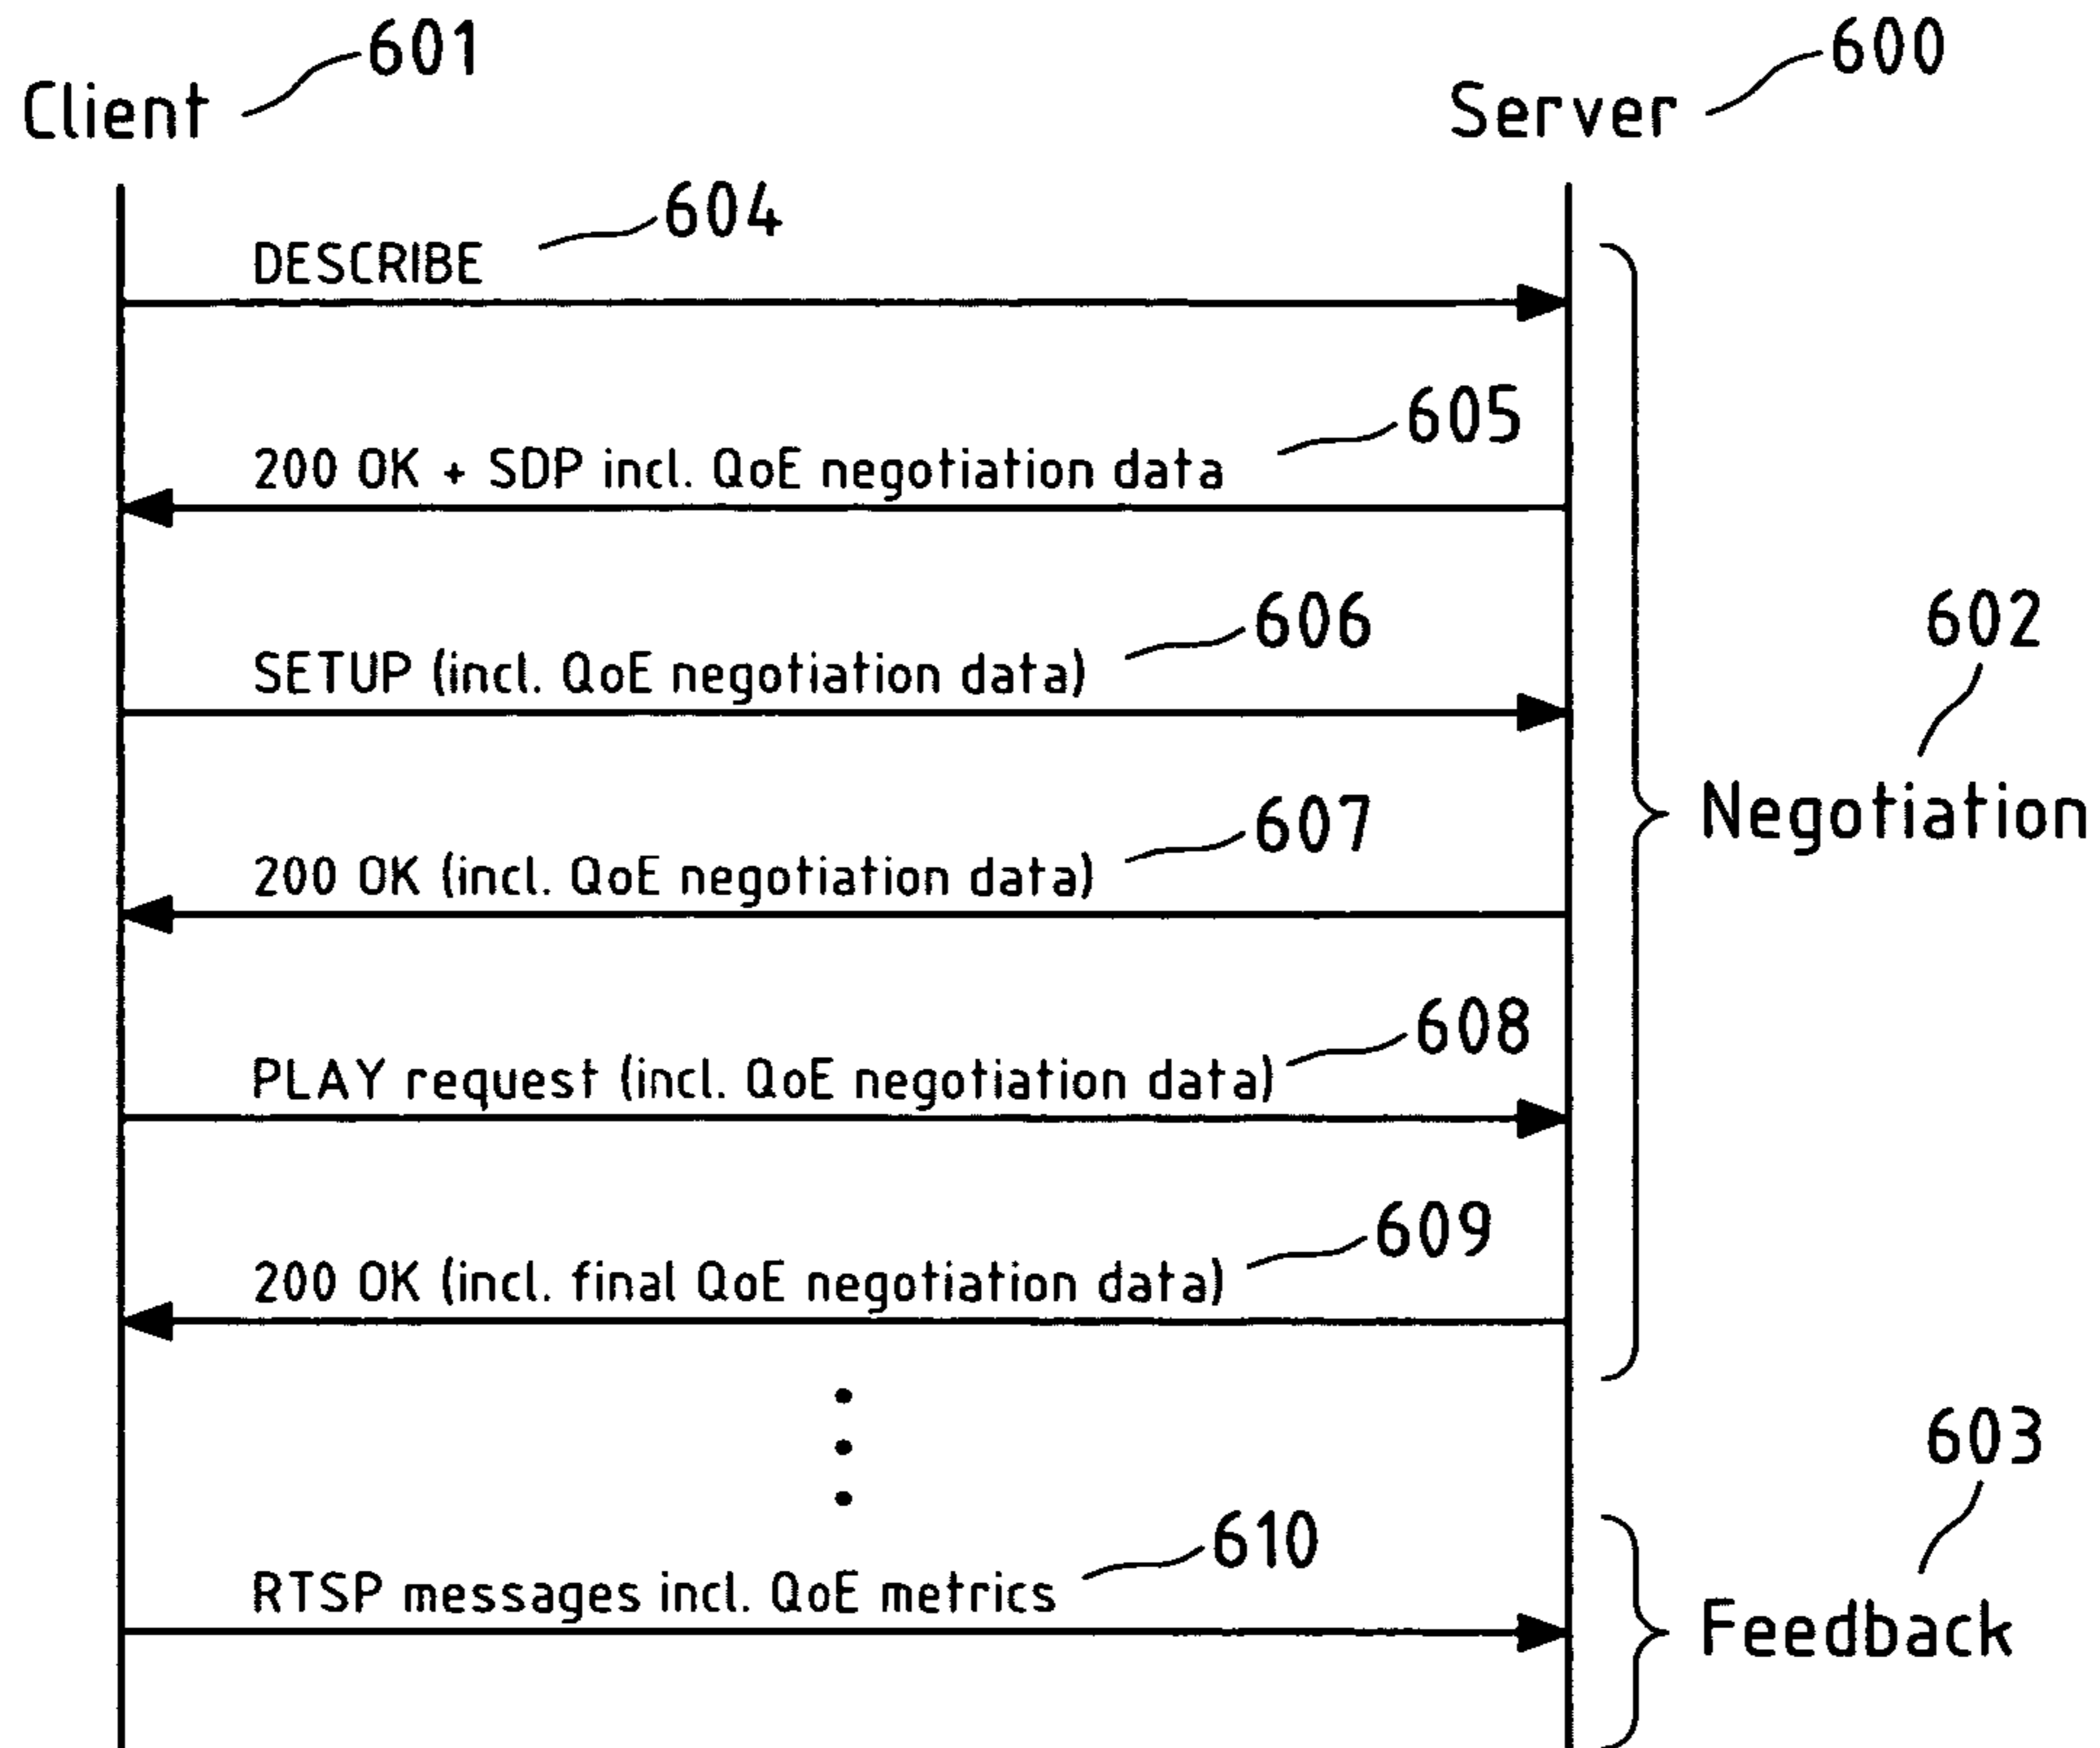 601
600
Client
Server
604
DESCRIBE
605
200 OK + SDP incl. QoE negotiation data
606
602
SETUP (incl. QoE negotiation data)
607
Negotiation
200 OK (incl. QoE negotiation data)
608
PLAY request (incl. QoE negotiation data)
609
200 OK (incl. final QoE negotiation data)
603
610
RTSP messages incl. QoE metrics
Feedback